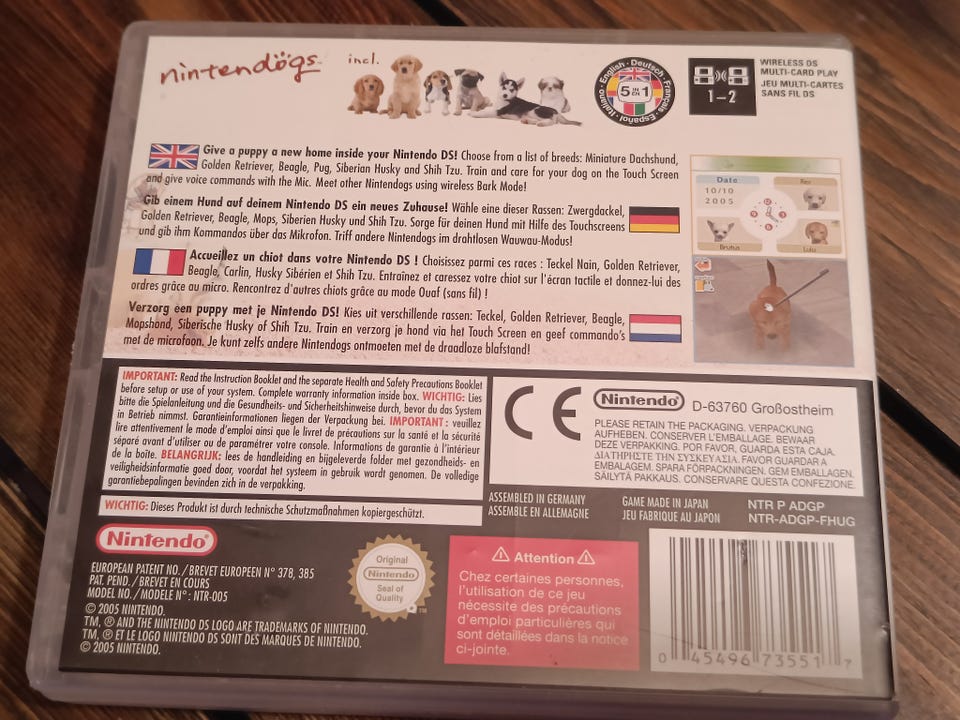 nintendogs
incl.
English · Deutsch · Français · Español · Italiano
5 IN EN 1
1–2
WIRELESS DS
MULTI-CARD PLAY
JEU MULTI-CARTES
SANS FIL DS
Give a puppy a new home inside your Nintendo DS! Choose from a list of breeds: Miniature Dachshund,
Golden Retriever, Beagle, Pug, Siberian Husky and Shih Tzu. Train and care for your dog on the Touch Screen
and give voice commands with the Mic. Meet other Nintendogs using wireless Bark Mode!
Gib einem Hund auf deinem Nintendo DS ein neues Zuhause! Wähle eine dieser Rassen: Zwergdackel,
Golden Retriever, Beagle, Mops, Siberien Husky und Shih Tzu. Sorge für deinen Hund mit Hilfe des Touchscreens
und gib ihm Kommandos über das Mikrofon. Triff andere Nintendogs im drahtlosen Wauwau-Modus!
Accueillez un chiot dans votre Nintendo DS ! Choisissez parmi ces races : Teckel Nain, Golden Retriever,
Beagle, Carlin, Husky Sibérien et Shih Tzu. Entraînez et caressez votre chiot sur l'écran tactile et donnez-lui des
ordres grâce au micro. Rencontrez d'autres chiots grâce au mode Ouaf (sans fil) !
Verzorg een puppy met je Nintendo DS! Kies uit verschillende rassen: Teckel, Golden Retriever, Beagle,
Mopshond, Siberische Husky of Shih Tzu. Train en verzorg je hond via het Touch Screen en geef commando's
met de microfoon. Je kunt zelfs andere Nintendogs ontmoeten met de draadloze blafstand!
Date
10/10
2005
Rex
Brutus
Lulu
IMPORTANT: Read the Instruction Booklet and the separate Health and Safety Precautions Booklet
before setup or use of your system. Complete warranty information inside box. WICHTIG: Lies
bitte die Spielanleitung und die Gesundheits- und Sicherheitshinweise durch, bevor du das System
in Betrieb nimmst. Garantieinformationen liegen der Verpackung bei. IMPORTANT : veuillez
lire attentivement le mode d'emploi ainsi que le livret de précautions sur la santé et la sécurité
séparé avant d'utiliser ou de paramétrer votre console. Informations de garantie à l'intérieur
de la boîte. BELANGRIJK: lees de handleiding en bijgeleverde folder met gezondheids- en
veiligheidsinformatie goed door, voordat het systeem in gebruik wordt genomen. De volledige
garantiebepalingen bevinden zich in de verpakking.
WICHTIG: Dieses Produkt ist durch technische Schutzmaßnahmen kopiergeschützt.
CE
Nintendo®
D-63760 Großostheim
PLEASE RETAIN THE PACKAGING. VERPACKUNG
AUFHEBEN. CONSERVER L'EMBALLAGE. BEWAAR
DEZE VERPAKKING. POR FAVOR, GUARDA ESTA CAJA.
ΔΙΑΤΗΡΗΣΤΕ ΤΗΝ ΣΥΣΚΕΥΑΣΙΑ. FAVOR GUARDAR A
EMBALAGEM. SPARA FÖRPACKNINGEN. GEM EMBALLAGEN.
SÄILYTÄ PAKKAUS. CONSERVARE QUESTA CONFEZIONE.
ASSEMBLED IN GERMANY
ASSEMBLE EN ALLEMAGNE
GAME MADE IN JAPAN
JEU FABRIQUE AU JAPON
NTR P ADGP
NTR-ADGP-FHUG
Nintendo®
EUROPEAN PATENT NO. / BREVET EUROPEEN N° 378, 385
PAT. PEND. / BREVET EN COURS
MODEL NO. / MODELE N° : NTR-005
© 2005 NINTENDO.
TM, ® AND THE NINTENDO DS LOGO ARE TRADEMARKS OF NINTENDO.
TM, ® ET LE LOGO NINTENDO DS SONT DES MARQUES DE NINTENDO.
© 2005 NINTENDO.
Original
Nintendo
Seal of
Quality
TM
Attention
Chez certaines personnes,
l'utilisation de ce jeu
nécessite des précautions
d'emploi particulières qui
sont détaillées dans la notice
ci-jointe.
0 45496 73551 7